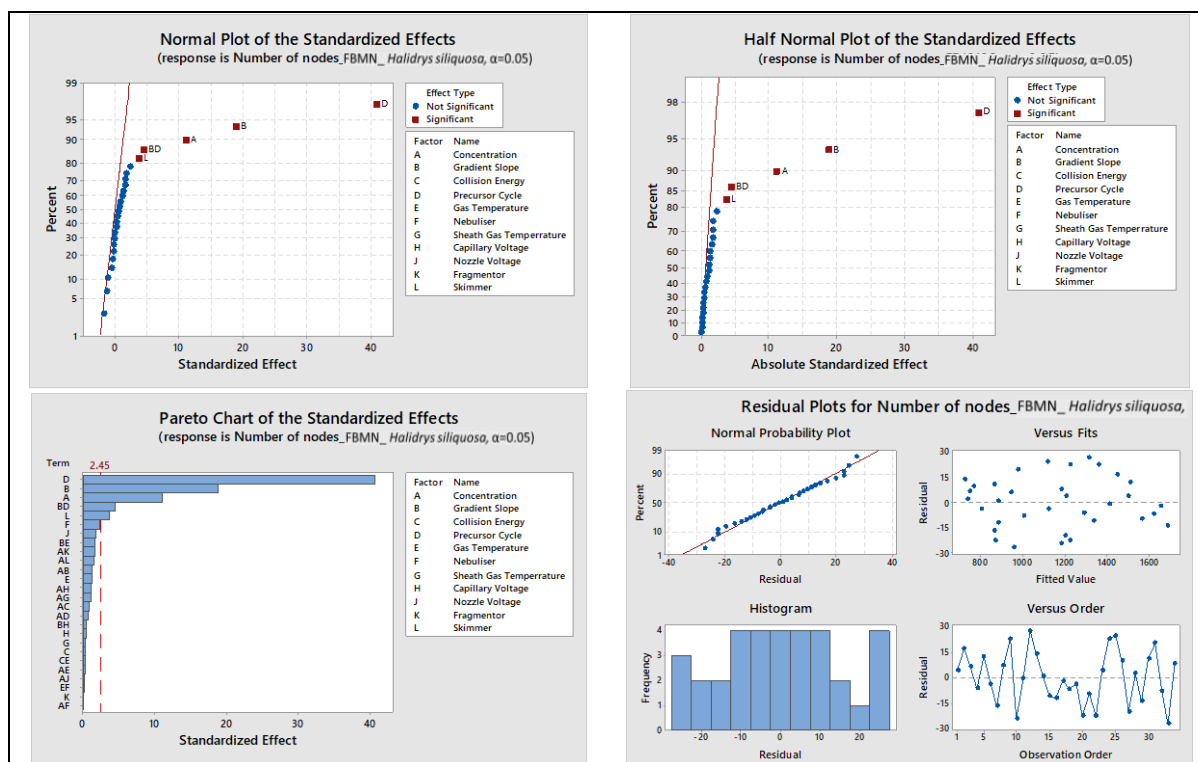 Normal Plot of the Standardized Effects
(response is Number of nodes_FBMN_ Halidrys siliquosa, α=0.05)
99
95
90
80
70
60
50
40
30
20
10
5
1
Percent
0
10
20
30
40
Standardized Effect
D
B
A
BD
L
Effect Type
Not Significant
Significant
Factor Name
A Concentration
B Gradient Slope
C Collision Energy
D Precursor Cycle
E Gas Temperature
F Nebuliser
G Sheath Gas Temperrature
H Capillary Voltage
J Nozzle Voltage
K Fragmentor
L Skimmer
Half Normal Plot of the Standardized Effects
(response is Number of nodes_FBMN_ Halidrys siliquosa, α=0.05)
98
95
90
85
80
70
60
50
40
30
20
10
0
Percent
0
10
20
30
40
Absolute Standardized Effect
D
B
A
BD
L
Effect Type
Not Significant
Significant
Factor Name
A Concentration
B Gradient Slope
C Collision Energy
D Precursor Cycle
E Gas Temperature
F Nebuliser
G Sheath Gas Temperrature
H Capillary Voltage
J Nozzle Voltage
K Fragmentor
L Skimmer
Pareto Chart of the Standardized Effects
(response is Number of nodes_FBMN_ Halidrys siliquosa, α=0.05)
Term
2.45
D
B
A
BD
L
F
J
BE
AK
AL
AB
E
AH
AG
AC
AD
BH
H
G
C
CE
AE
AJ
EF
K
AF
0
10
20
30
40
Standardized Effect
Factor Name
A Concentration
B Gradient Slope
C Collision Energy
D Precursor Cycle
E Gas Temperature
F Nebuliser
G Sheath Gas Temperrature
H Capillary Voltage
J Nozzle Voltage
K Fragmentor
L Skimmer
Residual Plots for Number of nodes_FBMN_ Halidrys siliquosa,
Normal Probability Plot
99
90
50
10
1
Percent
-40
-20
0
20
40
Residual
Versus Fits
30
15
0
-15
-30
Residual
800
1000
1200
1400
1600
Fitted Value
Histogram
4
3
2
1
0
Frequency
-20
-10
0
10
20
Residual
Versus Order
30
15
0
-15
-30
Residual
1
5
10
15
20
25
30
Observation Order